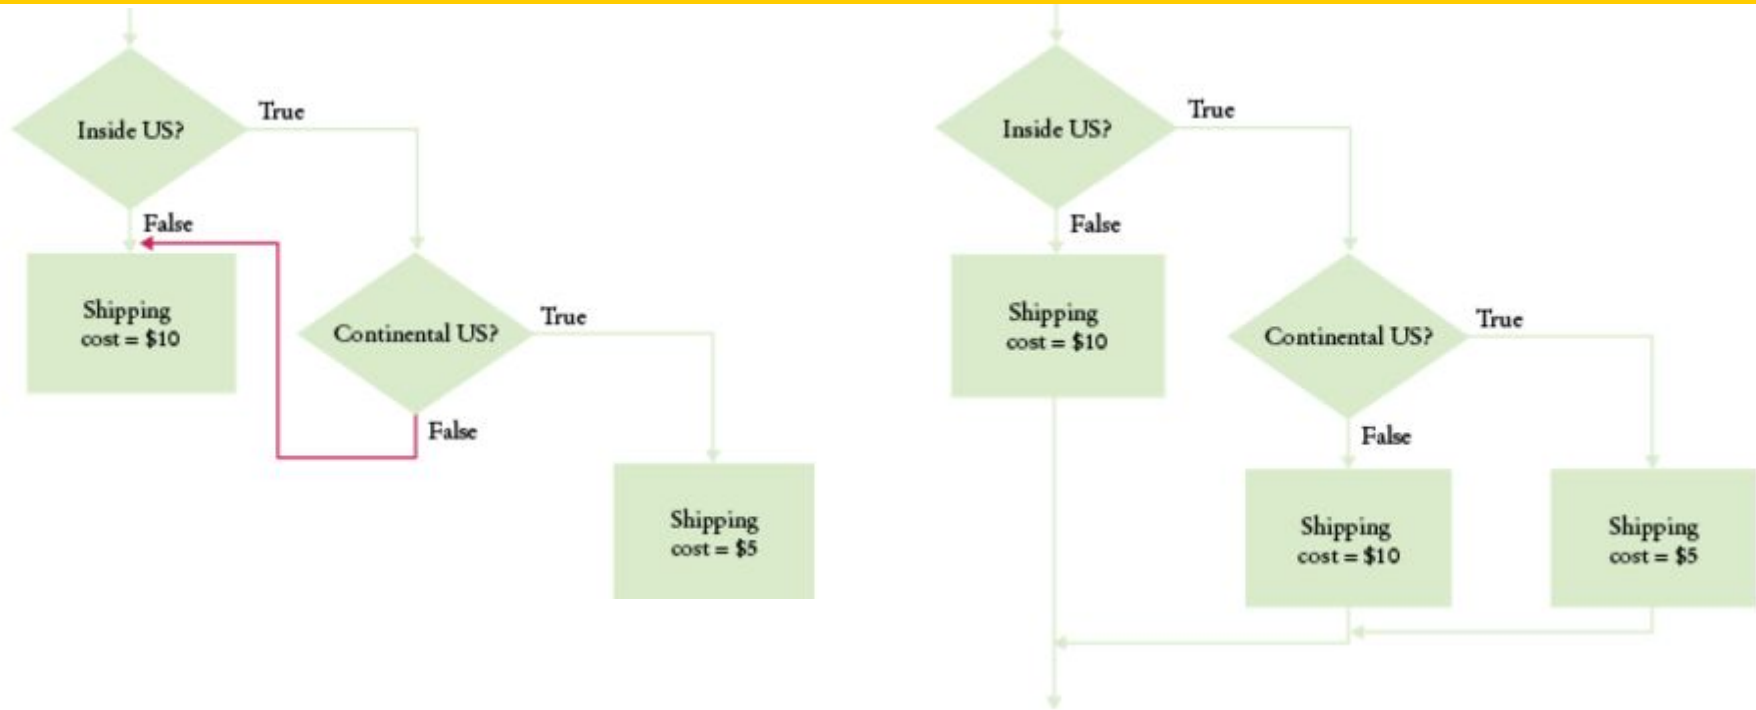 True
Inside US?
False
Shipping
cost = $10
True
Continental US?
False
Shipping
cost = $5
True
Inside US?
False
Shipping
cost = $10
True
Continental US?
False
Shipping
cost = $10
Shipping
cost = $5